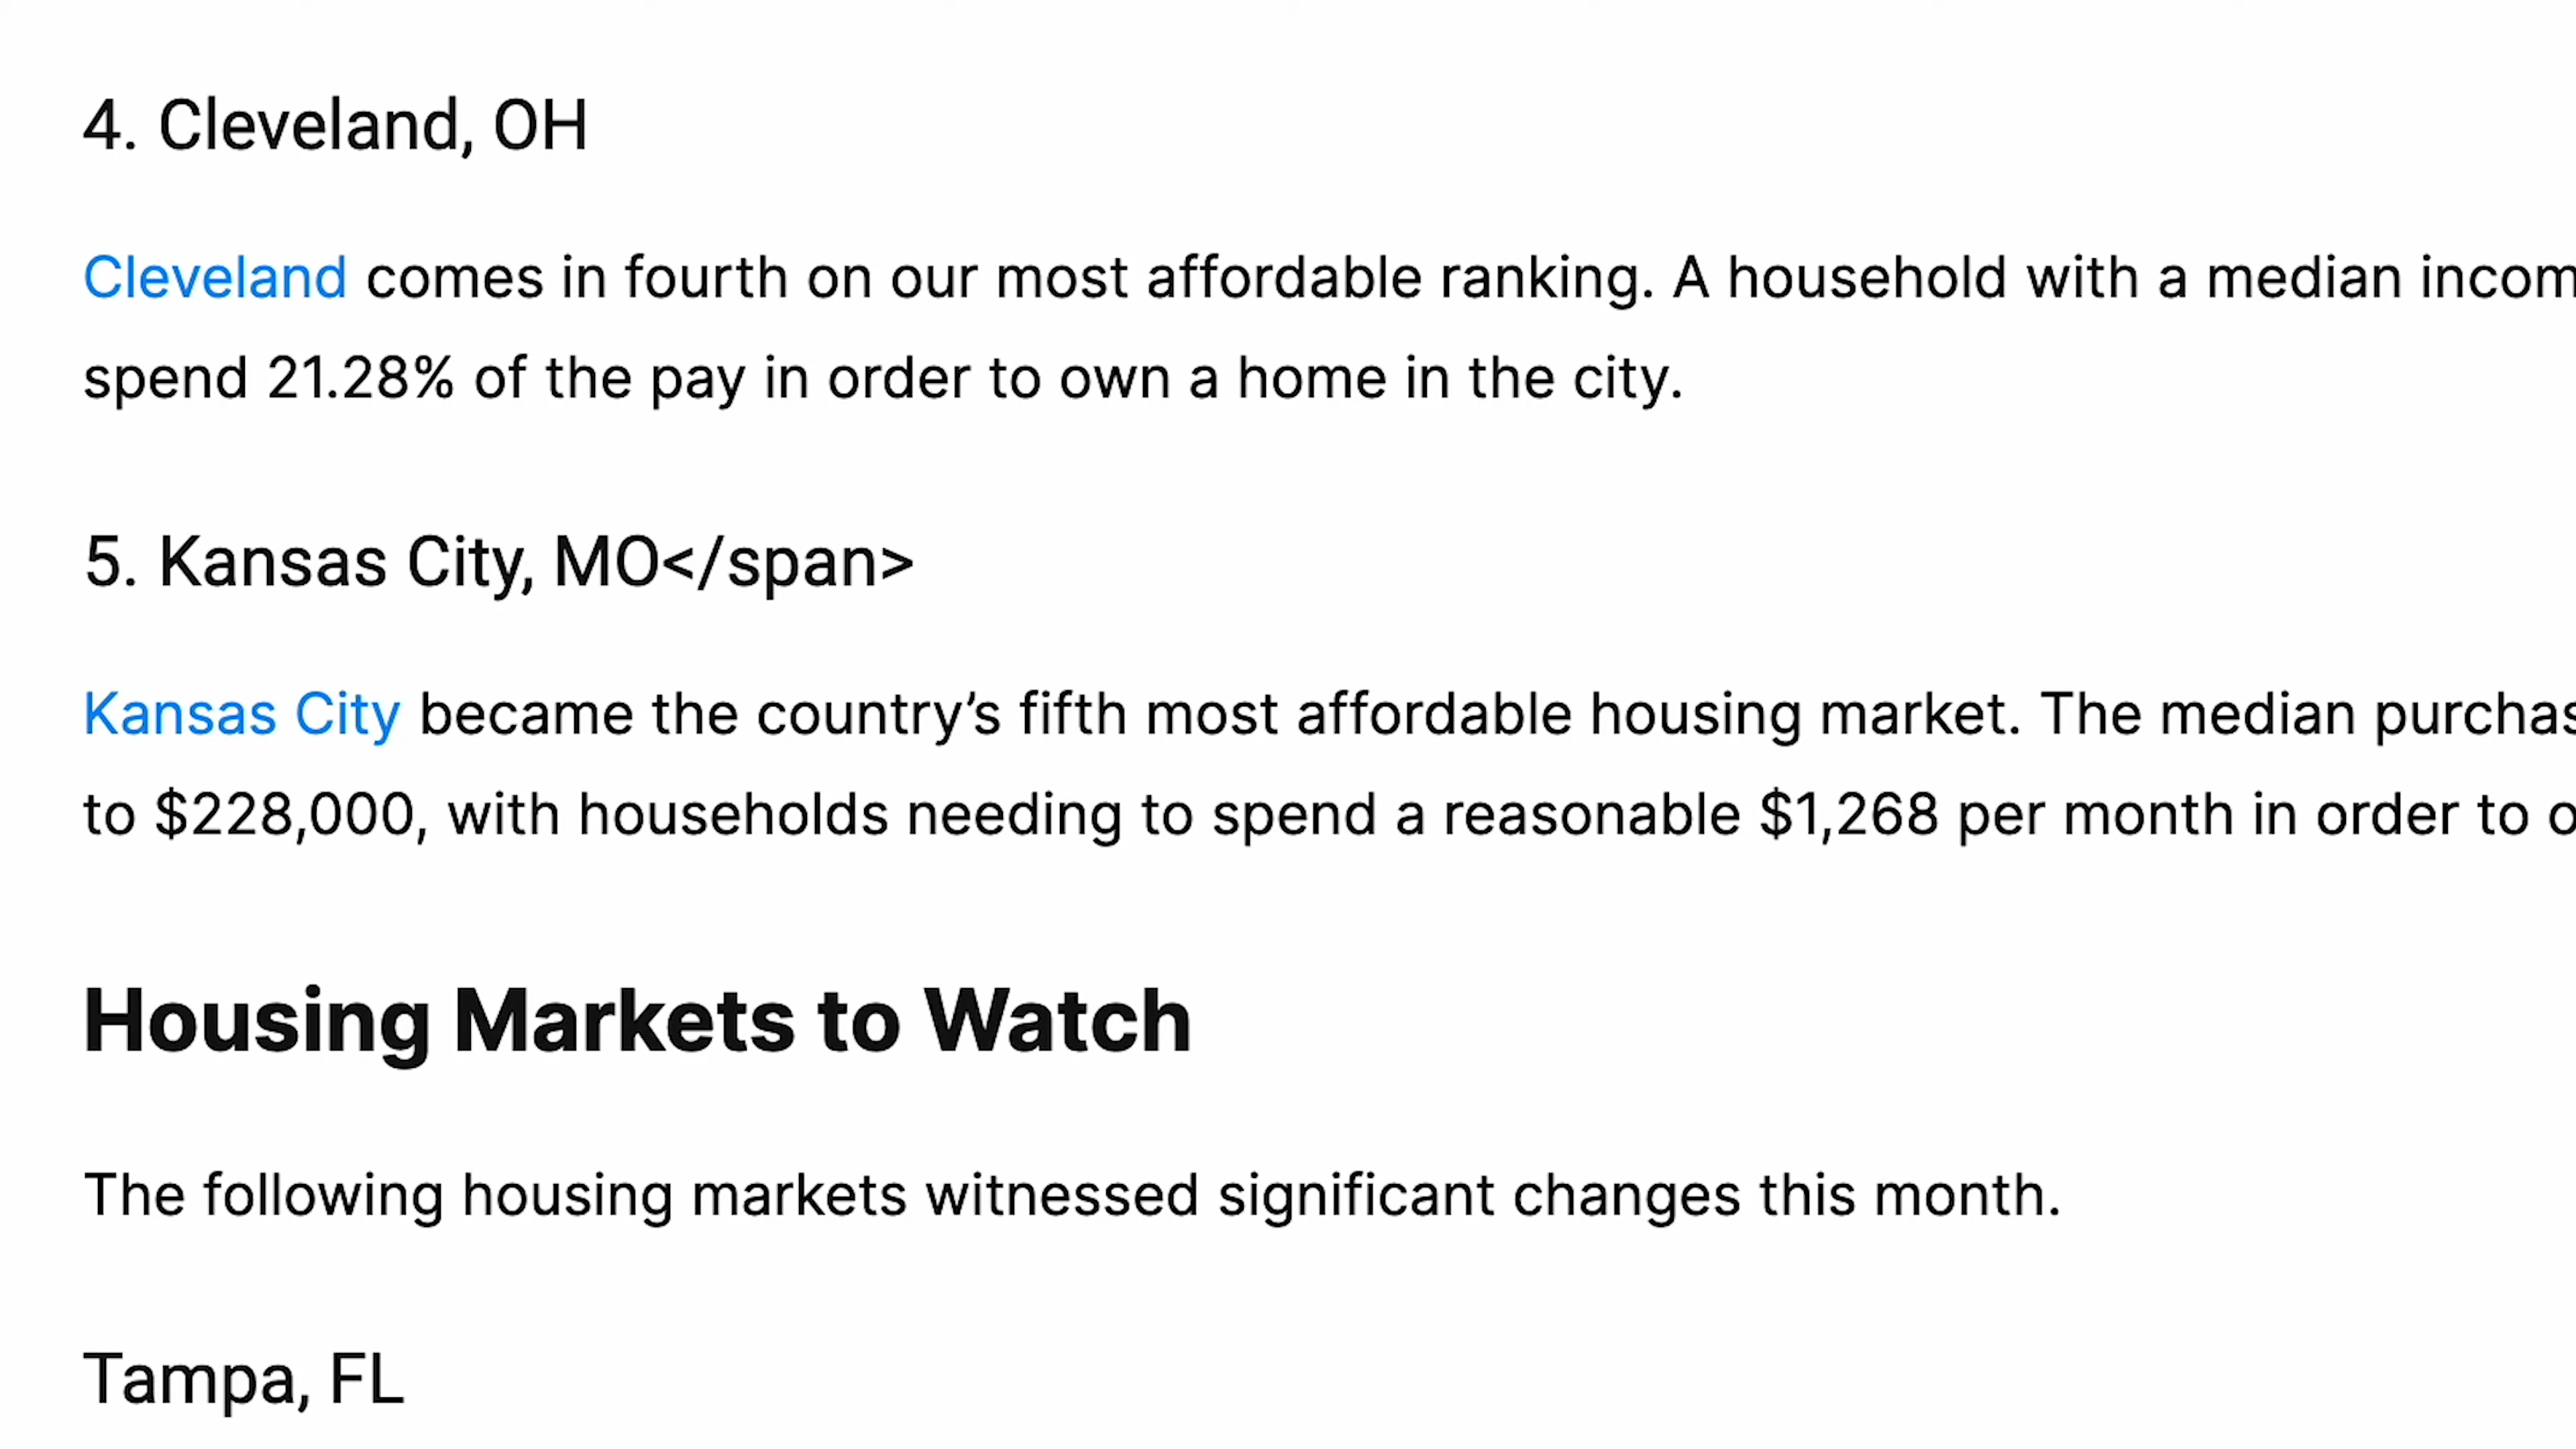 4. Cleveland, OH
Cleveland comes in fourth on our most affordable ranking. A household with a median incom
spend 21.28% of the pay in order to own a home in the city.
5. Kansas City, MO</span>
Kansas City became the country’s fifth most affordable housing market. The median purchas
to $228,000, with households needing to spend a reasonable $1,268 per month in order to o
Housing Markets to Watch
The following housing markets witnessed significant changes this month.
Tampa, FL